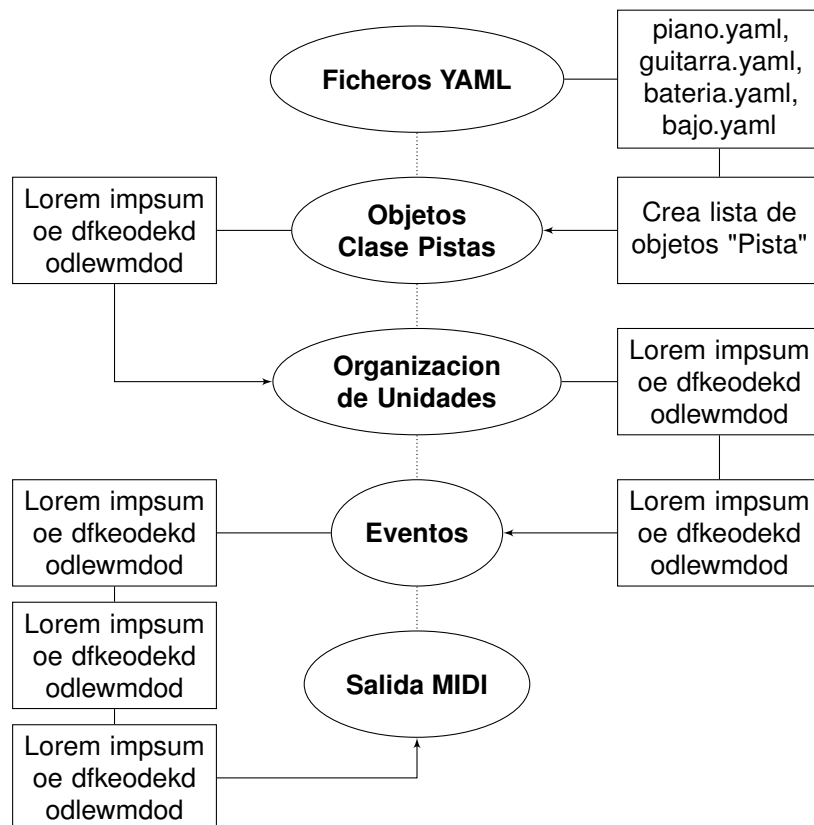 Ficheros YAML
piano.yaml,
guitarra.yaml,
bateria.yaml,
bajo.yaml
Lorem impsum
oe dfkeodekd
odlewmdod
Objetos
Clase Pistas
Crea lista de
objetos "Pista"
Organizacion
de Unidades
Lorem impsum
oe dfkeodekd
odlewmdod
Lorem impsum
oe dfkeodekd
odlewmdod
Eventos
Lorem impsum
oe dfkeodekd
odlewmdod
Lorem impsum
oe dfkeodekd
odlewmdod
Salida MIDI
Lorem impsum
oe dfkeodekd
odlewmdod